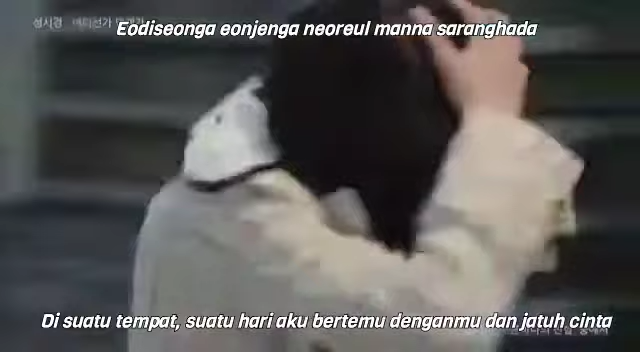 성시경
Eodiseonga eonjenga neoreul manna saranghada
Di suatu tempat, suatu hari aku bertemu denganmu dan jatuh cinta